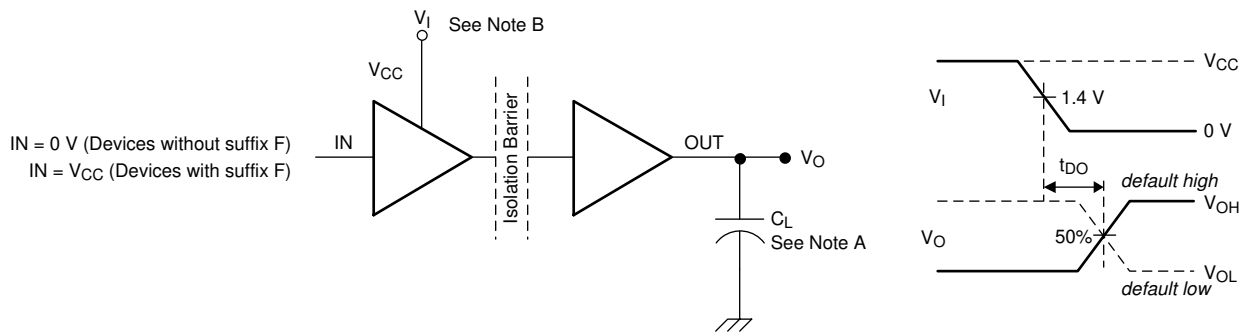 V_I
See Note B
V_CC
IN = 0 V (Devices without suffix F)
IN = V_CC (Devices with suffix F)
IN
Isolation Barrier
OUT
V_O
C_L
See Note A
V_CC
V_I
1.4 V
0 V
t_DO
default high
V_OH
V_O
50%
V_OL
default low